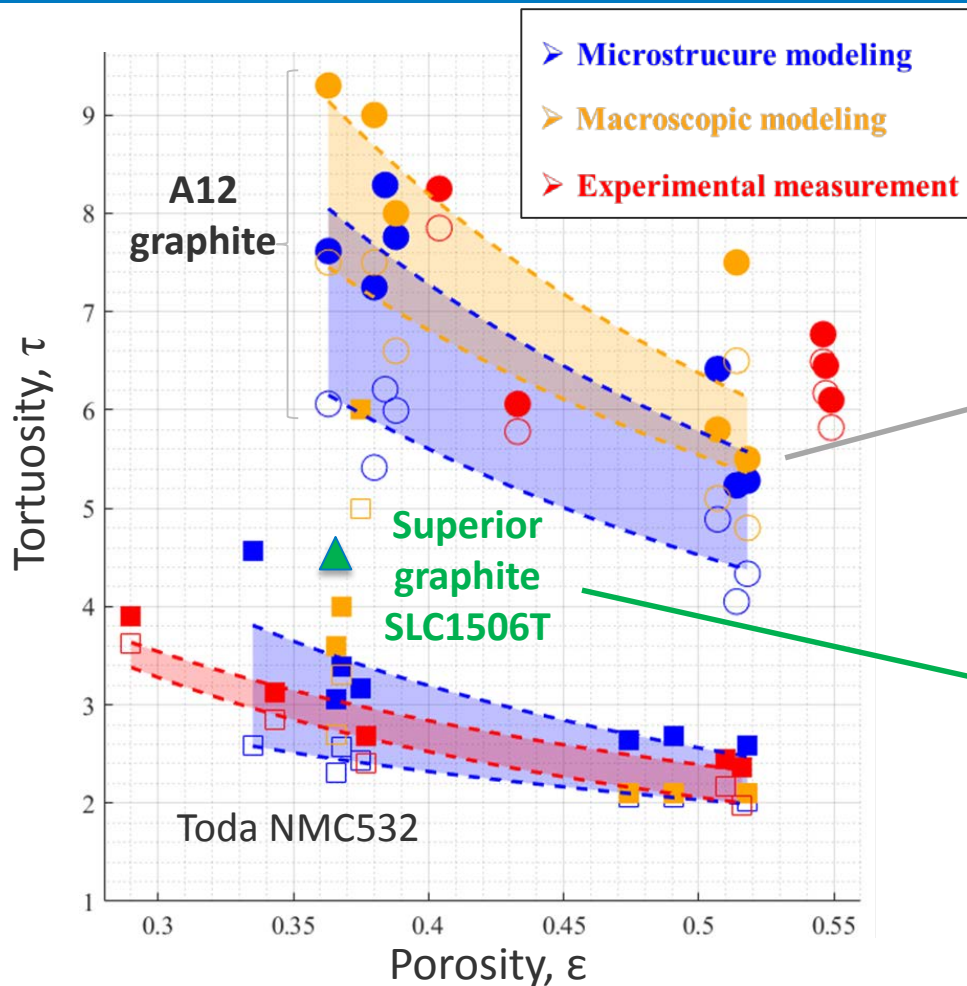 ➢ Microstrucure modeling
➢ Macroscopic modeling
➢ Experimental measurement
A12
graphite
Superior
graphite
SLC1506T
Toda NMC532
Tortuosity, τ
9
8
7
6
5
4
3
2
1
0.3
0.35
0.4
0.45
0.5
0.55
Porosity, ε